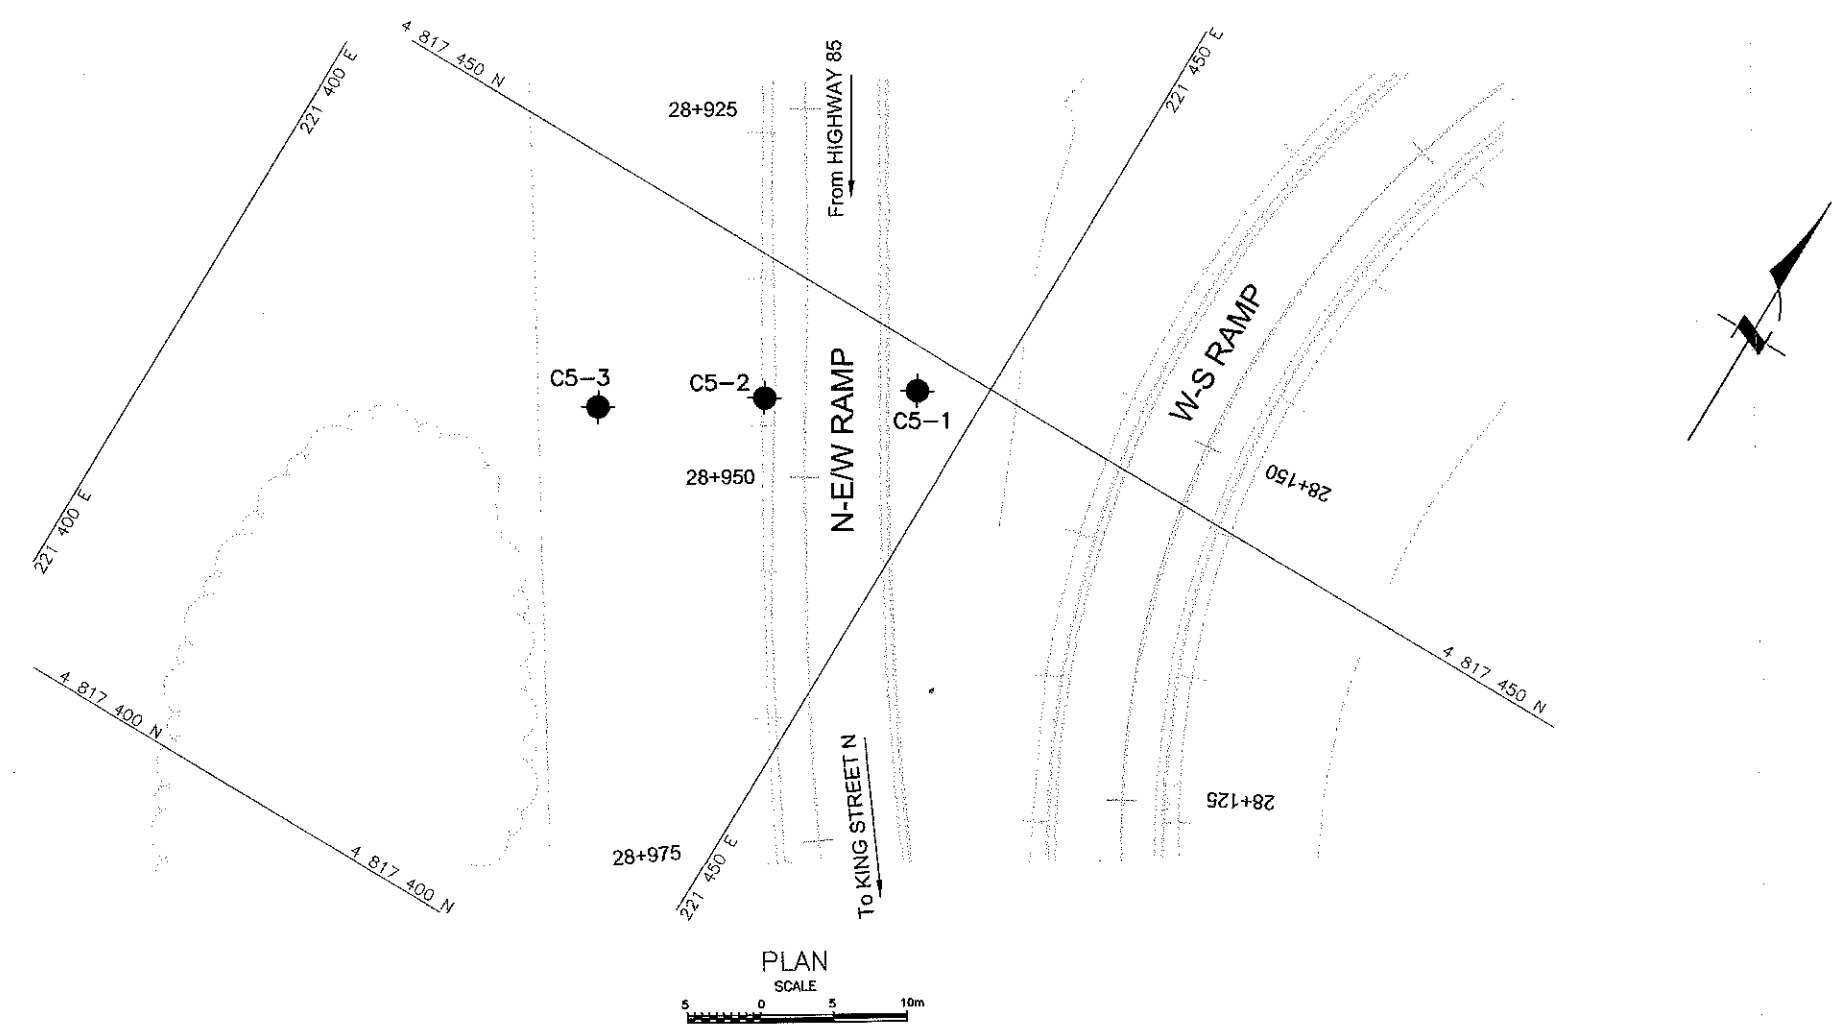 4 817 450 N
221 400 E
221 450 E
28+925
From HIGHWAY 85
C5-3
C5-2
C5-1
N-E/W RAMP
W-S RAMP
N
28+950
28+150
221 400 E
4 817 400 N
4 817 450 N
28+125
To KING STREET N
28+975
221 450 E
4 817 400 N
PLAN
SCALE
5 0 5 10m